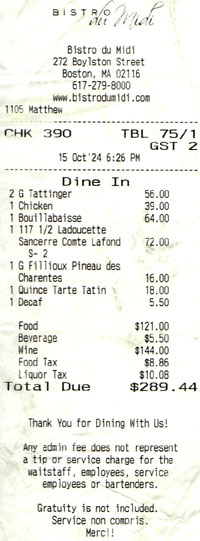 BISTRO
du Midi
Bistro du Midi
272 Boylston Street
Boston, MA 02116
617-279-8000
www.bistrodumidi.com
1105 Matthew
CHK 390 TBL 75/1
GST 2
15 Oct'24 6:26 PM
Dine In
2 G Tattinger 56.00
1 Chicken 39.00
1 Bouillabaisse 64.00
1 117 1/2 Ladoucette
Sancerre Comte Lafond 72.00
S- 2
1 G Fillioux Pineau des
Charentes 16.00
1 Quince Tarte Tatin 18.00
1 Decaf 5.50
Food $121.00
Beverage $5.50
Wine $144.00
Food Tax $8.86
Liquor Tax $10.08
Total Due $289.44
Thank You for Dining With Us!
Any admin fee does not represent
a tip or service charge for the
waitstaff, employees, service
employees or bartenders.
Gratuity is not included.
Service non compris.
Merci!